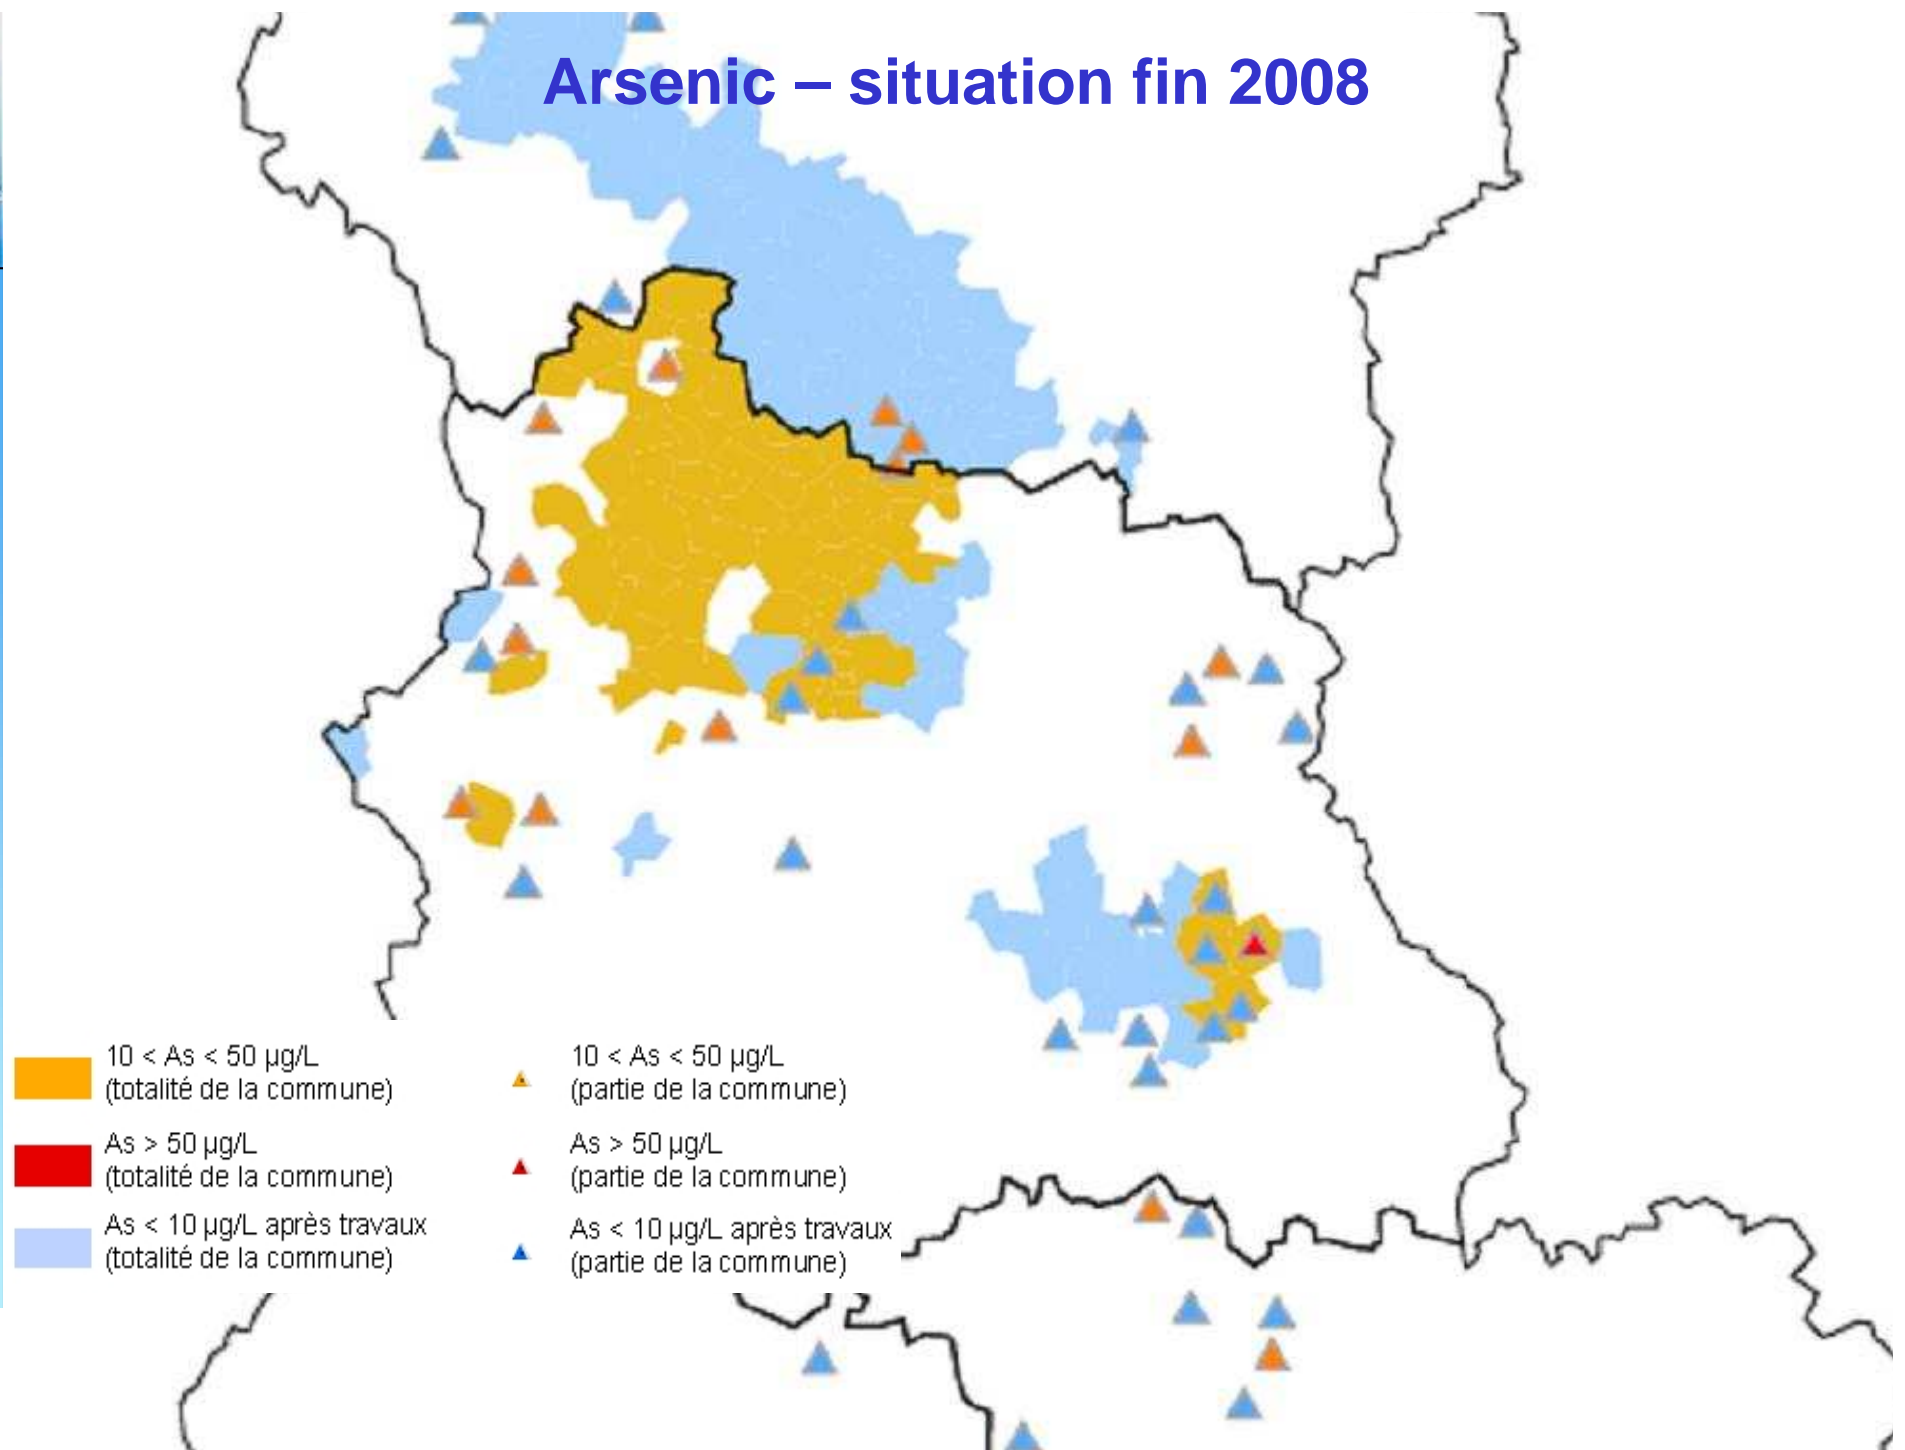 Arsenic – situation fin 2008
10 < As < 50 µg/L
(totalité de la commune)
As > 50 µg/L
(totalité de la commune)
As < 10 µg/L après travaux
(totalité de la commune)
10 < As < 50 µg/L
(partie de la commune)
As > 50 µg/L
(partie de la commune)
As < 10 µg/L après travaux
(partie de la commune)